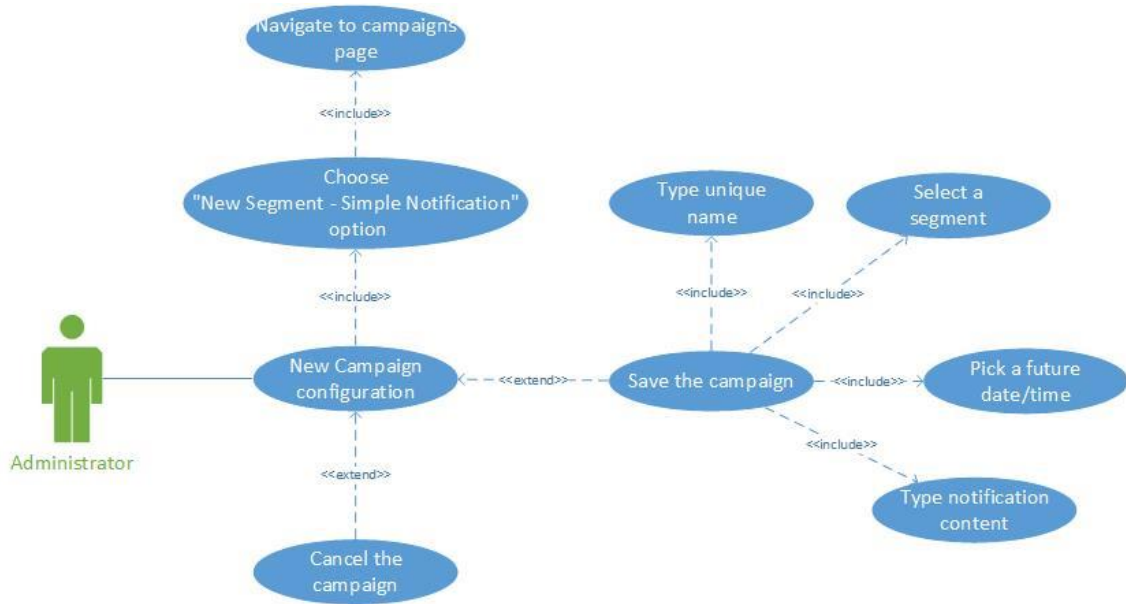 Navigate to campaigns
page
<<include>>
Choose
"New Segment - Simple Notification"
option
<<include>>
Type unique
name
Select a
segment
<<include>>
<<include>>
New Campaign
configuration
<<extend>>
Save the campaign
<<include>>
Pick a future
date/time
Administrator
<<extend>>
<<include>>
Type notification
content
Cancel the
campaign